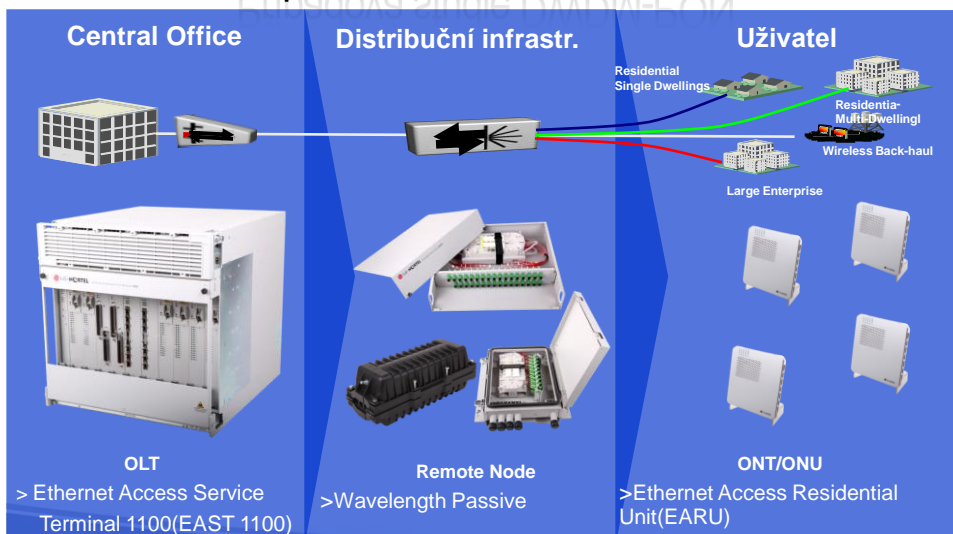 Central Office
Distribuční infrastr.
Uživatel
Residential
Single Dwellings
Residentia-
Multi-Dwellingl
Wireless Back-haul
Large Enterprise
OLT
> Ethernet Access Service
Terminal 1100(EAST 1100)
Remote Node
>Wavelength Passive
ONT/ONU
>Ethernet Access Residential
Unit(EARU)